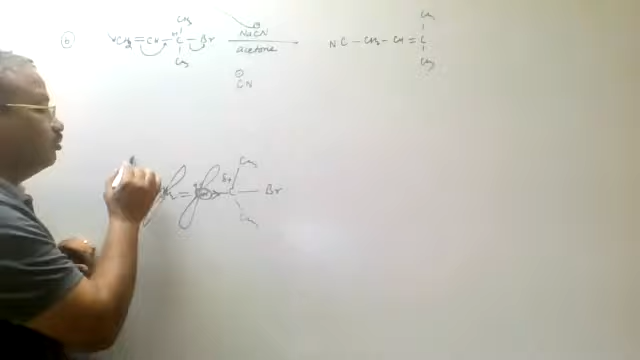 6 CH2 = CH - C - Br CH3 CH3
NaCN
acetone
NC - CH2 - CH = C CH3 CH3
CN
C - Br CH3 CH3
δ+